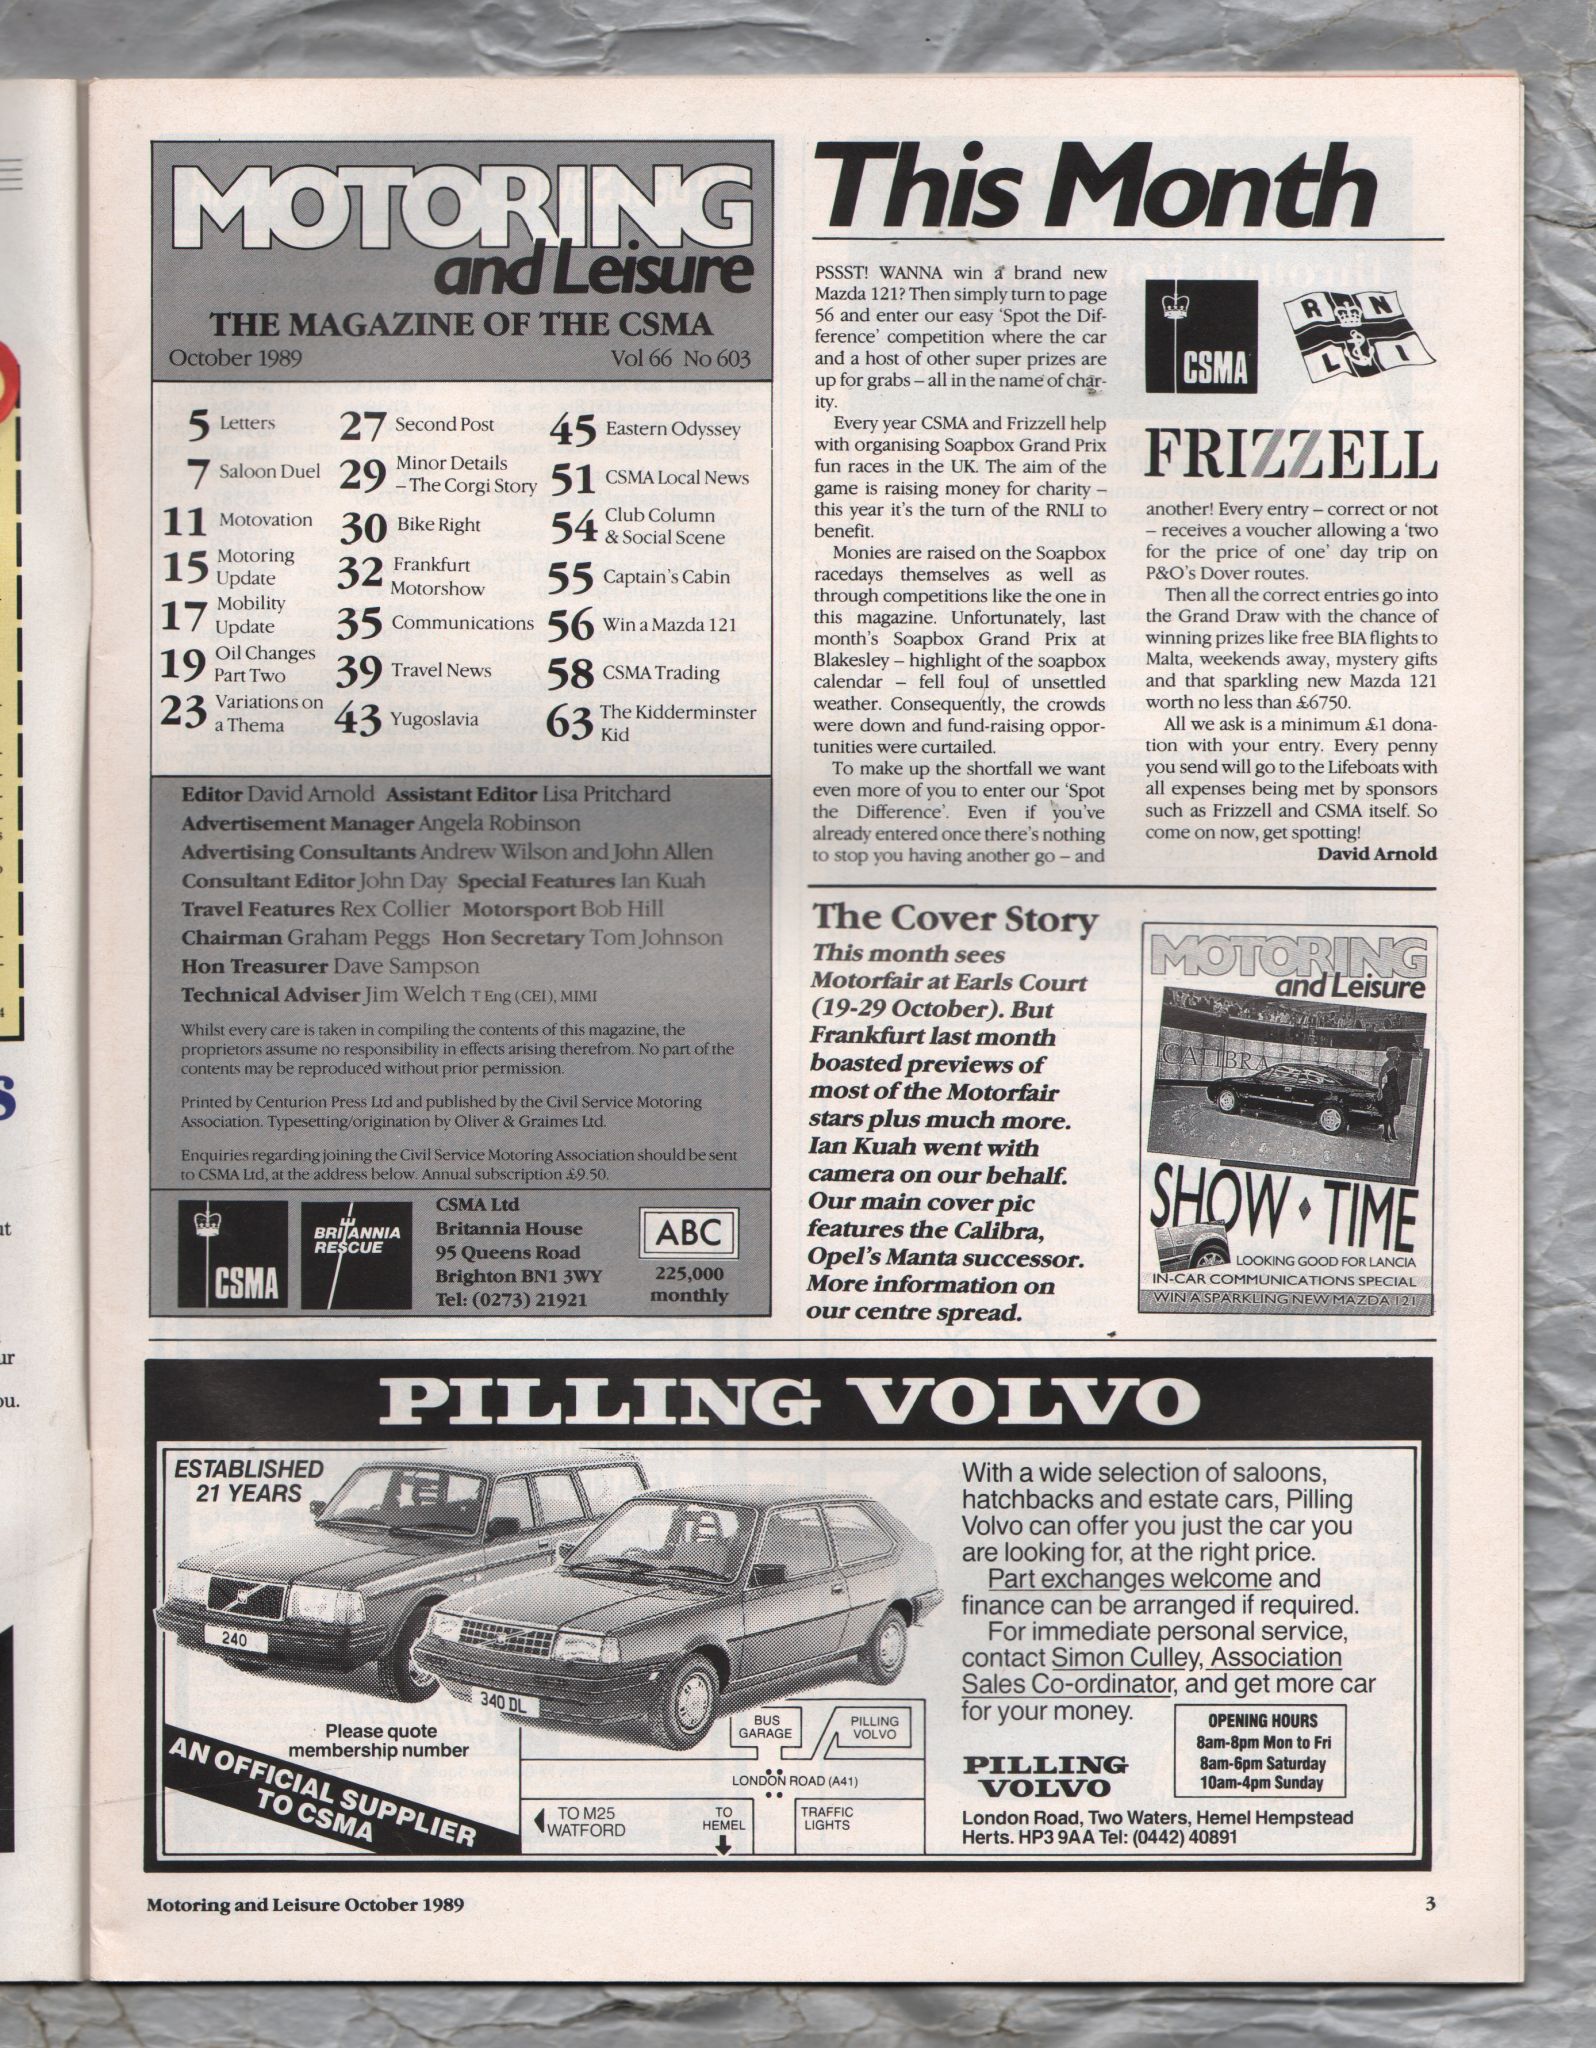 MOTORING
and Leisure
THE MAGAZINE OF THE CSMA
October 1989 Vol 66 No 603
5 Letters
7 Saloon Duel
11 Motovation
15 Motoring
Update
17 Mobility
Update
19 Oil Changes
Part Two
23 Variations on
a Thema
27 Second Post
29 Minor Details
– The Corgi Story
30 Bike Right
32 Frankfurt
Motorshow
35 Communications
39 Travel News
43 Yugoslavia
45 Eastern Odyssey
51 CSMA Local News
54 Club Column
& Social Scene
55 Captain's Cabin
56 Win a Mazda 121
58 CSMA Trading
63 The Kidderminster
Kid
Editor David Arnold Assistant Editor Lisa Pritchard
Advertisement Manager Angela Robinson
Advertising Consultants Andrew Wilson and John Allen
Consultant Editor John Day Special Features Ian Kuah
Travel Features Rex Collier Motorsport Bob Hill
Chairman Graham Peggs Hon Secretary Tom Johnson
Hon Treasurer Dave Sampson
Technical Adviser Jim Welch T Eng (CEI), MIMI
Whilst every care is taken in compiling the contents of this magazine, the
proprietors assume no responsibility in effects arising therefrom. No part of the
contents may be reproduced without prior permission.
Printed by Centurion Press Ltd and published by the Civil Service Motoring
Association. Typesetting/origination by Oliver & Graimes Ltd.
Enquiries regarding joining the Civil Service Motoring Association should be sent
to CSMA Ltd, at the address below. Annual subscription £9.50.
CSMA
BRITANNIA
RESCUE
CSMA Ltd
Britannia House
95 Queens Road
Brighton BN1 3WY
Tel: (0273) 21921
ABC
225,000
monthly
This Month
PSSST! WANNA win a brand new
Mazda 121? Then simply turn to page
56 and enter our easy 'Spot the Dif-
ference' competition where the car
and a host of other super prizes are
up for grabs – all in the name of char-
ity.
Every year CSMA and Frizzell help
with organising Soapbox Grand Prix
fun races in the UK. The aim of the
game is raising money for charity –
this year it's the turn of the RNLI to
benefit.
Monies are raised on the Soapbox
racedays themselves as well as
through competitions like the one in
this magazine. Unfortunately, last
month's Soapbox Grand Prix at
Blakesley – highlight of the soapbox
calendar – fell foul of unsettled
weather. Consequently, the crowds
were down and fund-raising oppor-
tunities were curtailed.
To make up the shortfall we want
even more of you to enter our 'Spot
the Difference'. Even if you've
already entered once there's nothing
to stop you having another go – and
CSMA
R N
L I
FRIZZELL
another! Every entry – correct or not
– receives a voucher allowing a 'two
for the price of one' day trip on
P&O's Dover routes.
Then all the correct entries go into
the Grand Draw with the chance of
winning prizes like free BIA flights to
Malta, weekends away, mystery gifts
and that sparkling new Mazda 121
worth no less than £6750.
All we ask is a minimum £1 dona-
tion with your entry. Every penny
you send will go to the Lifeboats with
all expenses being met by sponsors
such as Frizzell and CSMA itself. So
come on now, get spotting!
David Arnold
The Cover Story
This month sees
Motorfair at Earls Court
(19-29 October). But
Frankfurt last month
boasted previews of
most of the Motorfair
stars plus much more.
Ian Kuah went with
camera on our behalf.
Our main cover pic
features the Calibra,
Opel's Manta successor.
More information on
our centre spread.
MOTORING
and Leisure
CALIBRA
SHOW • TIME
LOOKING GOOD FOR LANCIA
IN-CAR COMMUNICATIONS SPECIAL
WIN A SPARKLING NEW MAZDA 121
PILLING VOLVO
ESTABLISHED
21 YEARS
240
340 DL
Please quote
membership number
AN OFFICIAL SUPPLIER
TO CSMA
BUS
GARAGE
PILLING
VOLVO
LONDON ROAD (A41)
TO M25
WATFORD
TO
HEMEL
TRAFFIC
LIGHTS
With a wide selection of saloons,
hatchbacks and estate cars, Pilling
Volvo can offer you just the car you
are looking for, at the right price.
Part exchanges welcome and
finance can be arranged if required.
For immediate personal service,
contact Simon Culley, Association
Sales Co-ordinator, and get more car
for your money.
OPENING HOURS
8am-8pm Mon to Fri
8am-6pm Saturday
10am-4pm Sunday
PILLING
VOLVO
London Road, Two Waters, Hemel Hempstead
Herts. HP3 9AA Tel: (0442) 40891
Motoring and Leisure October 1989 3